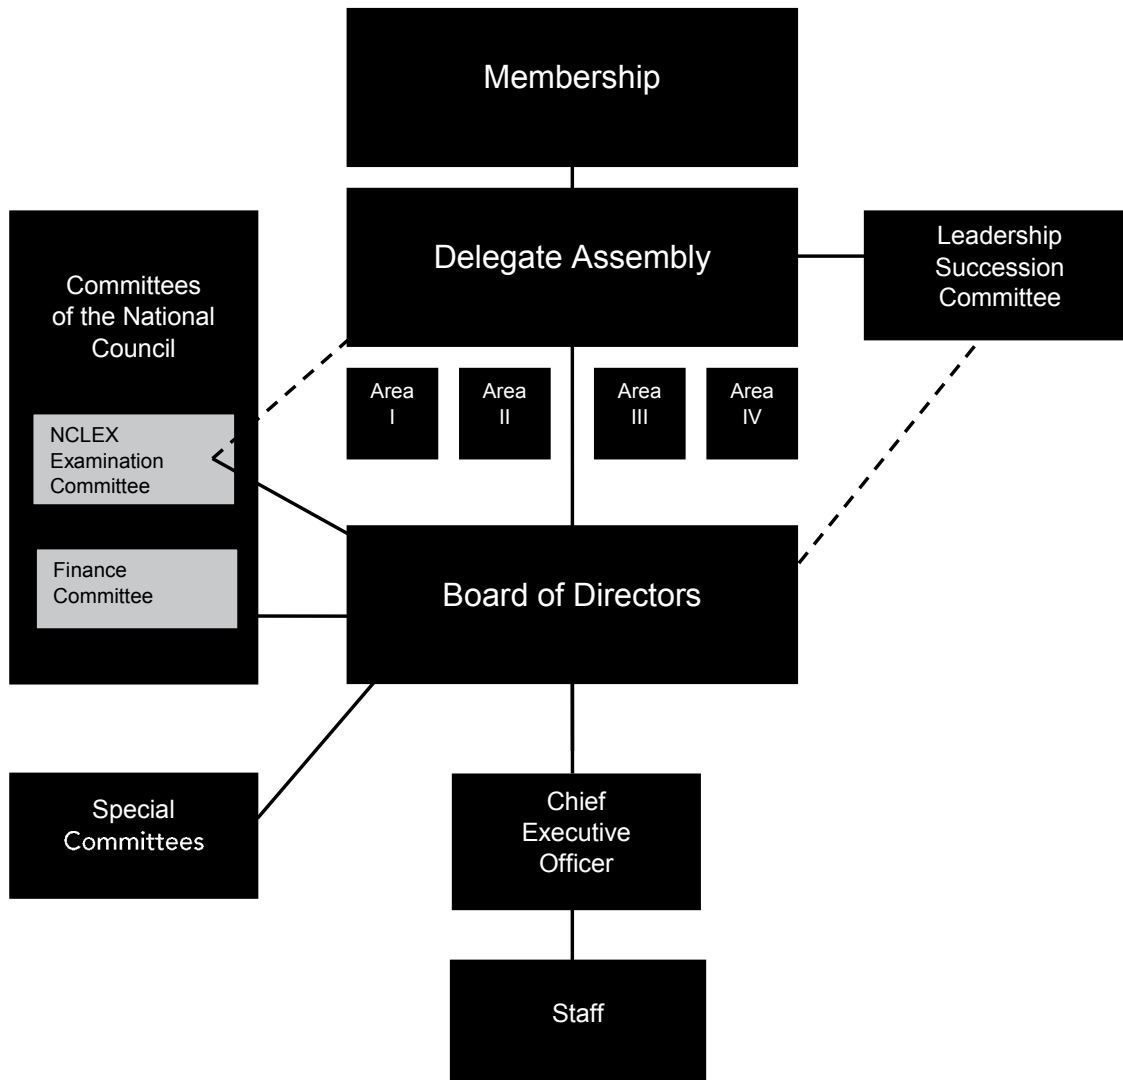 Membership
Delegate Assembly
Leadership
Succession
Committee
Committees
of the National
Council
Area
I
Area
II
Area
III
Area
IV
NCLEX
Examination
Committee
Finance
Committee
Board of Directors
Special
Committees
Chief
Executive
Officer
Staff